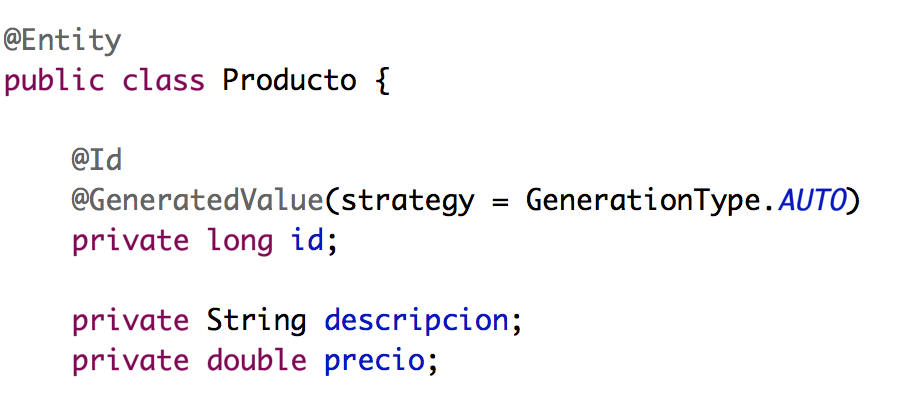 @Entity
public class Producto {
@Id
@GeneratedValue(strategy = GenerationType.AUTO)
private long id;
private String descripcion;
private double precio;